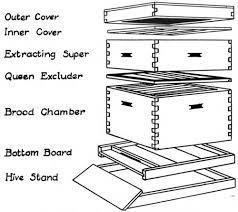 Outer Cover
Inner Cover
Extracting Super
Queen Excluder
Brood Chamber
Bottom Board
Hive Stand